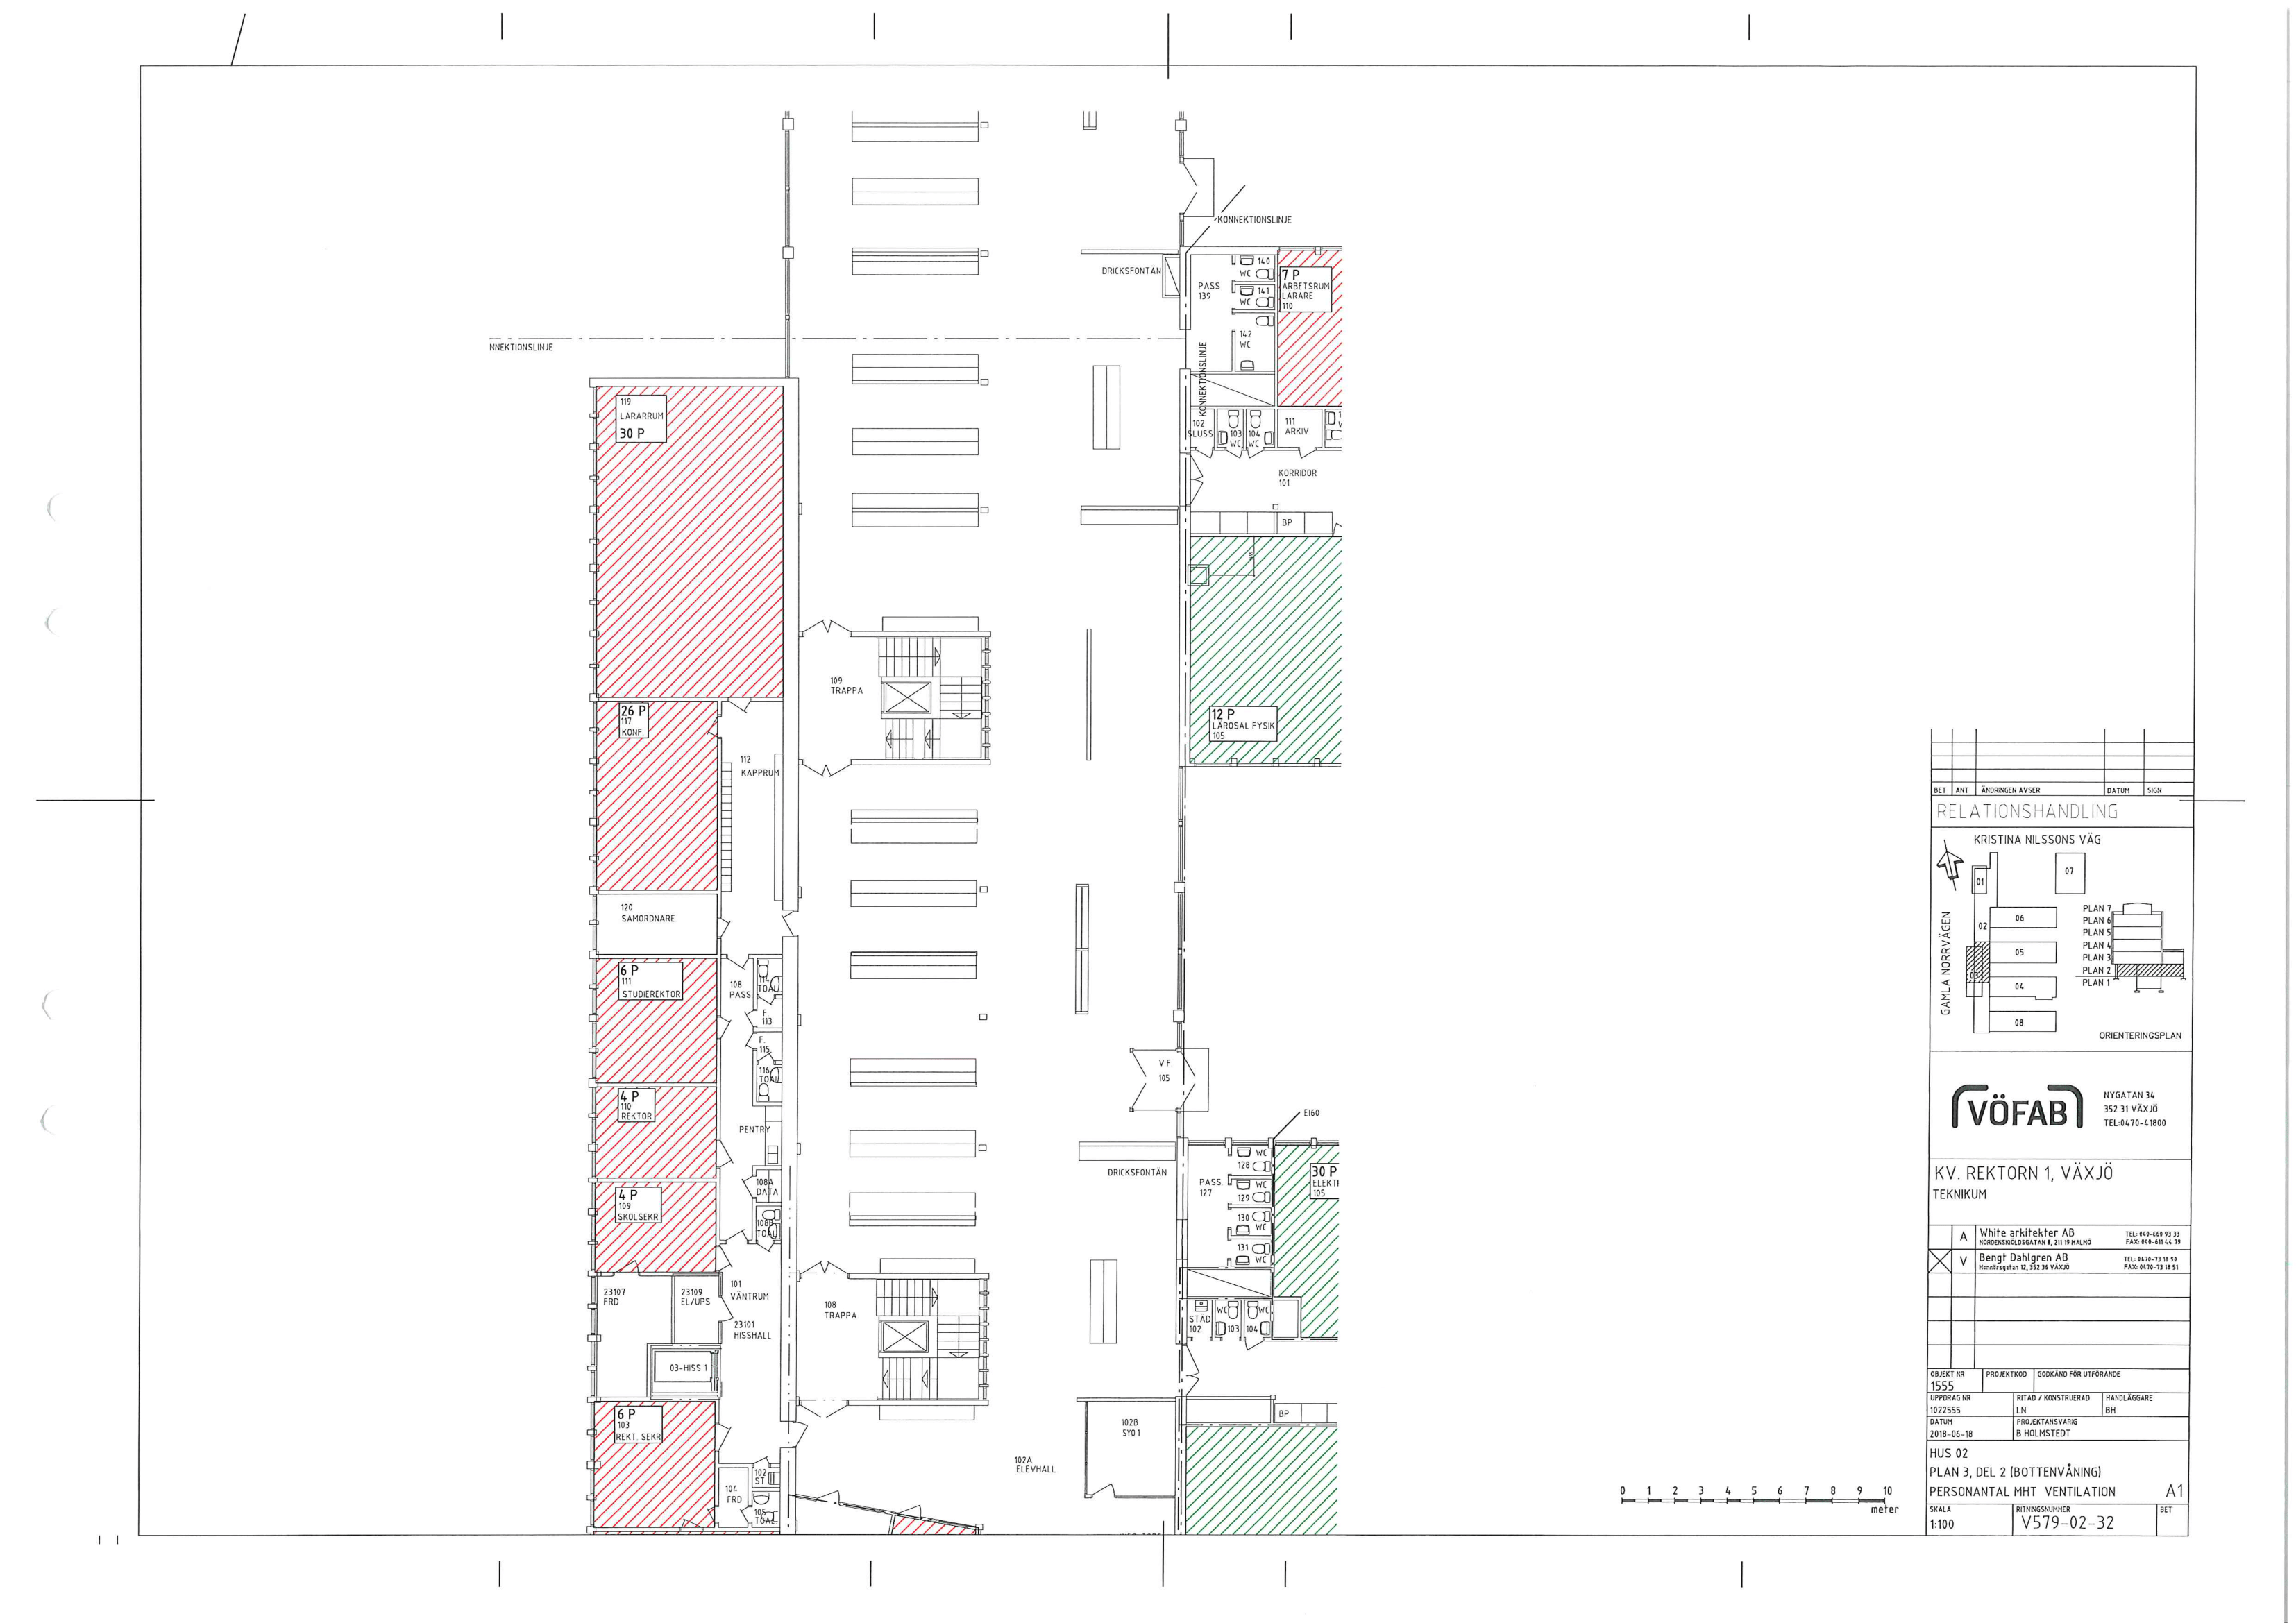 KONNEKTIONSLINJE
DRICKSFONTÄN
PASS
139
140
WC
141
WC
142
WC
7 P
ARBETSRUM
LÄRARE
110
NNEKTIONSLINJE
KONNEKTIONSLINJE
119
LÄRARRUM
30 P
102
SLUSS
103
WC
104
WC
111
ARKIV
KORRIDOR
101
BP
12 P
LÄROSAL FYSIK
105
109
TRAPPA
26 P
117
KONF.
112
KAPPRUM
120
SAMORDNARE
6 P
111
STUDIEREKTOR
108
PASS
114
TOAL
F
113
F.
115
116
TOAL
4 P
110
REKTOR
PENTRY
V F
105
EI60
DRICKSFONTÄN
PASS
127
WC
128
WC
129
130
WC
131
WC
30 P
ELEKTR
105
108A
DATA
108B
TOAL
4 P
109
SKOLSEKR
23107
FRD
23109
EL/UPS
101
VÄNTRUM
23101
HISSHALL
03-HISS 1
108
TRAPPA
STÄD
102
WC
103
WC
104
BP
6 P
103
REKT. SEKR
102
ST
104
FRD
105
TOAL
102A
ELEVHALL
102B
SYO 1
0 1 2 3 4 5 6 7 8 9 10
meter
BET ANT ÄNDRINGEN AVSER DATUM SIGN
RELATIONSHANDLING
KRISTINA NILSSONS VÄG
GAMLA NORRVÄGEN
01
07
06
02
05
03
04
08
PLAN 7
PLAN 6
PLAN 5
PLAN 4
PLAN 3
PLAN 2
PLAN 1
ORIENTERINGSPLAN
VÖFAB
NYGATAN 34
352 31 VÄXJÖ
TEL:0470-41800
KV. REKTORN 1, VÄXJÖ
TEKNIKUM
A White arkitekter AB TEL: 040-660 93 33
NORDENSKIÖLDSGATAN 8, 211 19 MALMÖ FAX: 040-611 44 79
V Bengt Dahlgren AB TEL: 0470-73 18 50
Honnörsgatan 12, 352 36 VÄXJÖ FAX: 0470-73 18 51
OBJEKT NR PROJEKTKOD GODKÄND FÖR UTFÖRANDE
1555
UPPDRAG NR RITAD / KONSTRUERAD HANDLÄGGARE
1022555 LN BH
DATUM PROJEKTANSVARIG
2018-06-18 B HOLMSTEDT
HUS 02
PLAN 3, DEL 2 (BOTTENVÅNING)
PERSONANTAL MHT VENTILATION A1
SKALA RITNINGSNUMMER BET
1:100 V579-02-32